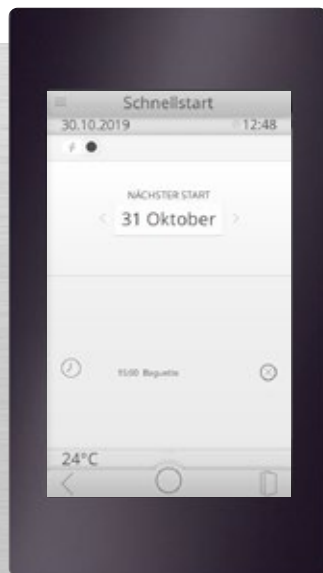 Schnellstart
30.10.2019 12:48
NÄCHSTER START
31 Oktober
15:00 Baguette
24°C